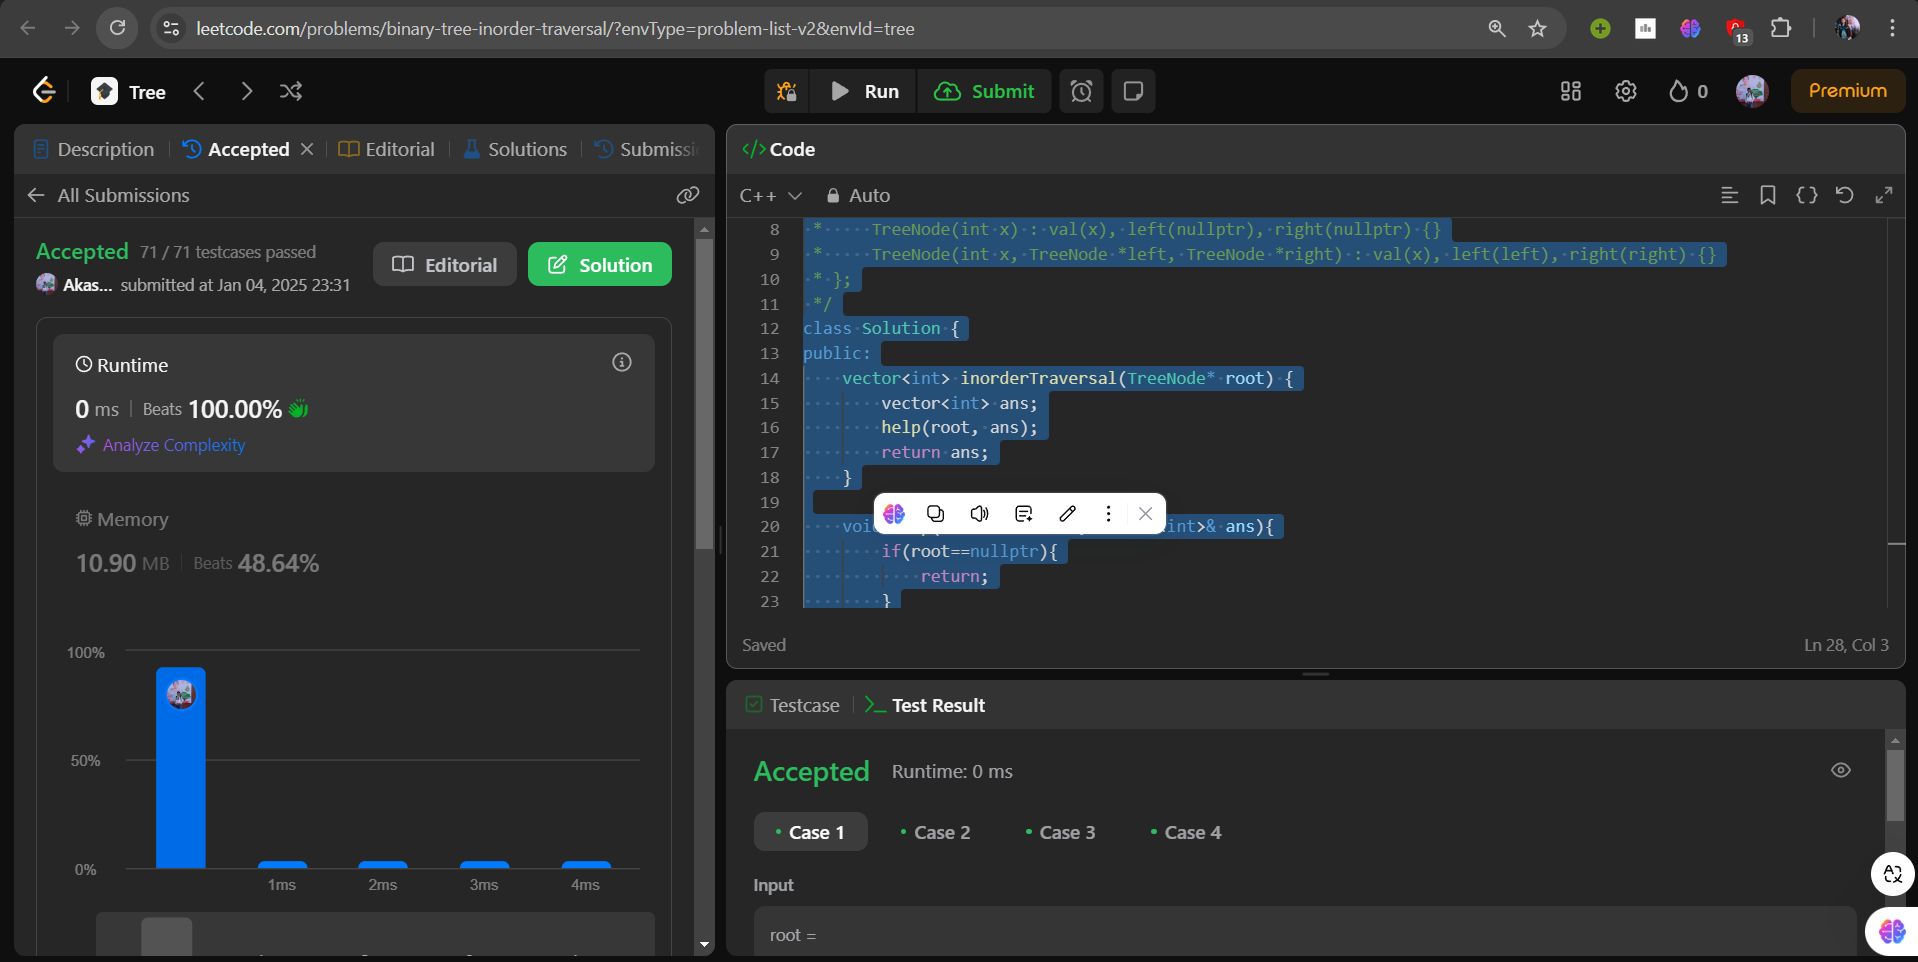 leetcode.com/problems/binary-tree-inorder-traversal/?envType=problem-list-v2&envId=tree
13
Tree
Run
Submit
0
Premium
Description
Accepted
Editorial
Solutions
Submissi
All Submissions
Accepted 71 / 71 testcases passed
Akas... submitted at Jan 04, 2025 23:31
Editorial
Solution
Runtime
0 ms | Beats 100.00%
Analyze Complexity
Memory
10.90 MB | Beats 48.64%
100%
50%
0%
1ms 2ms 3ms 4ms
</> Code
C++ Auto
8 * TreeNode(int x) : val(x), left(nullptr), right(nullptr) {}
9 * TreeNode(int x, TreeNode *left, TreeNode *right) : val(x), left(left), right(right) {}
10 * };
11 */
12 class Solution {
13 public:
14 vector<int> inorderTraversal(TreeNode* root) {
15 vector<int> ans;
16 help(root, ans);
17 return ans;
18 }
19
20 int>& ans){
21 if(root==nullptr){
22 return;
23 }
Saved
Ln 28, Col 3
Testcase
Test Result
Accepted Runtime: 0 ms
Case 1
Case 2
Case 3
Case 4
Input
root =